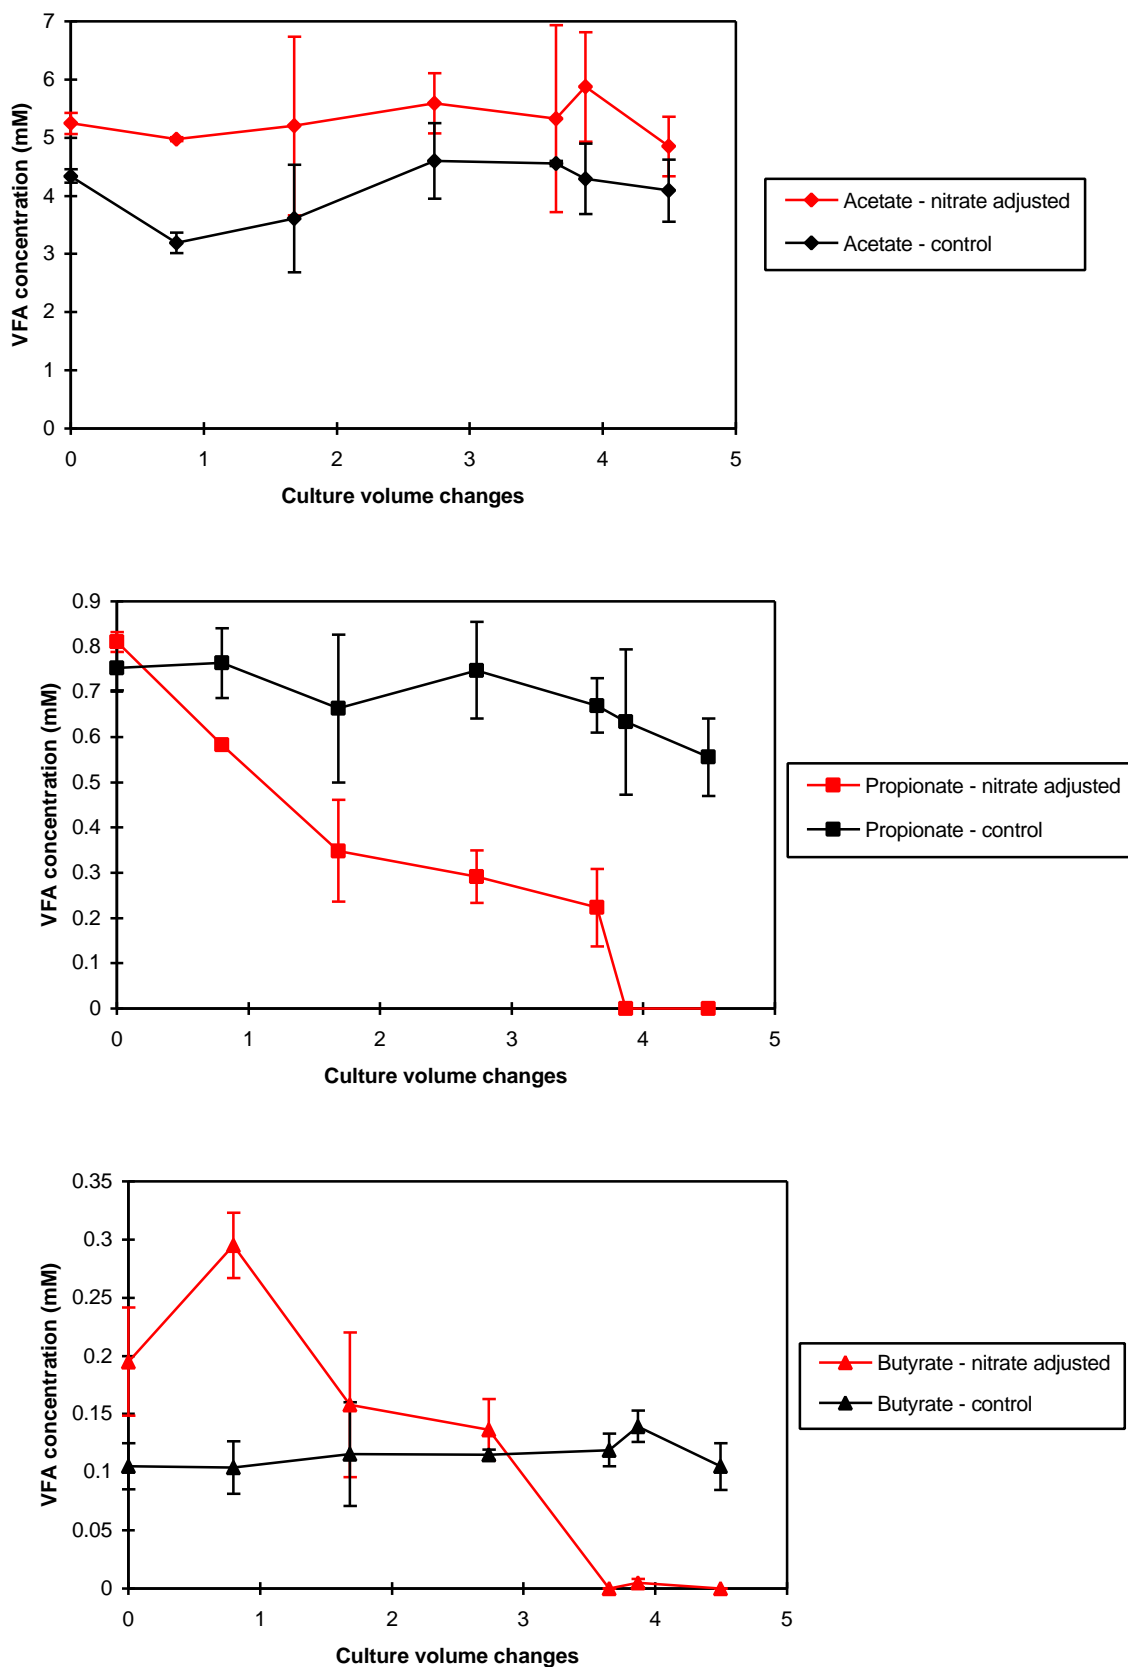 7
6
5
4
3
2
1
0
VFA concentration (mM)
0 1 2 3 4 5
Culture volume changes
Acetate - nitrate adjusted
Acetate - control
0.9
0.8
0.7
0.6
0.5
0.4
0.3
0.2
0.1
0
VFA concentration (mM)
0 1 2 3 4 5
Culture volume changes
Propionate - nitrate adjusted
Propionate - control
0.35
0.3
0.25
0.2
0.15
0.1
0.05
0
VFA concentration (mM)
0 1 2 3 4 5
Culture volume changes
Butyrate - nitrate adjusted
Butyrate - control